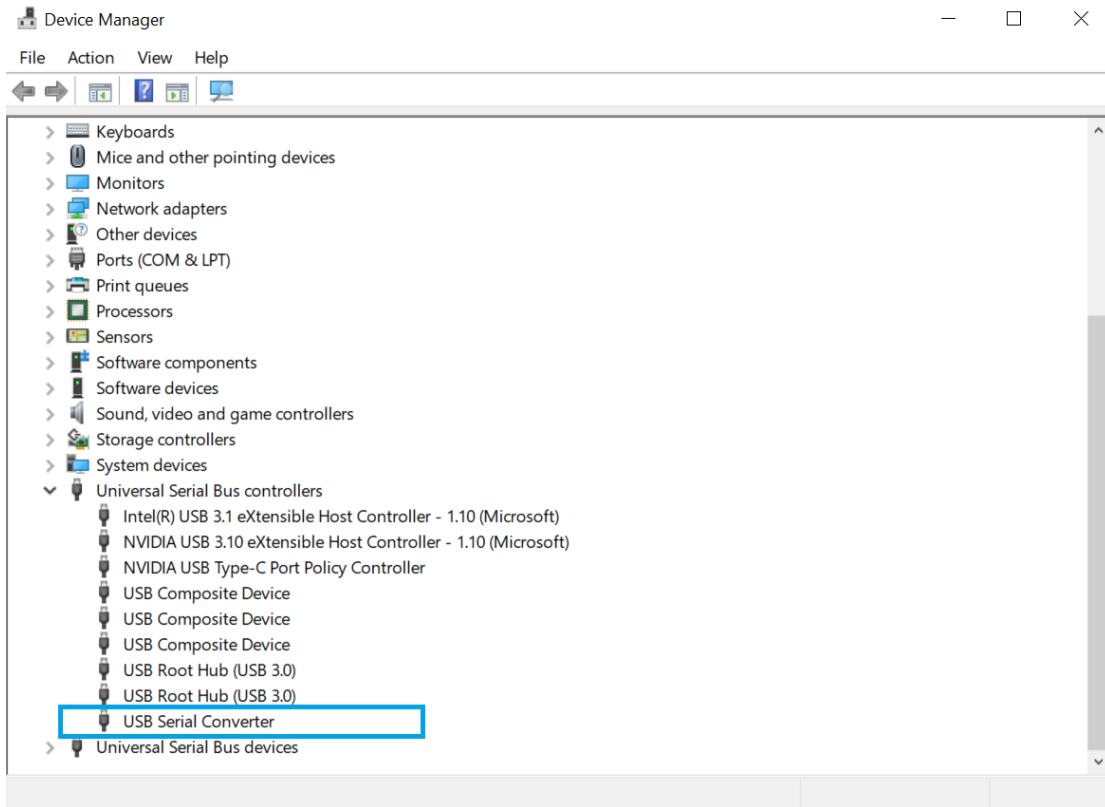 Device Manager
File Action View Help
Keyboards
Mice and other pointing devices
Monitors
Network adapters
Other devices
Ports (COM & LPT)
Print queues
Processors
Sensors
Software components
Software devices
Sound, video and game controllers
Storage controllers
System devices
Universal Serial Bus controllers
Intel(R) USB 3.1 eXtensible Host Controller - 1.10 (Microsoft)
NVIDIA USB 3.10 eXtensible Host Controller - 1.10 (Microsoft)
NVIDIA USB Type-C Port Policy Controller
USB Composite Device
USB Composite Device
USB Composite Device
USB Root Hub (USB 3.0)
USB Root Hub (USB 3.0)
USB Serial Converter
Universal Serial Bus devices